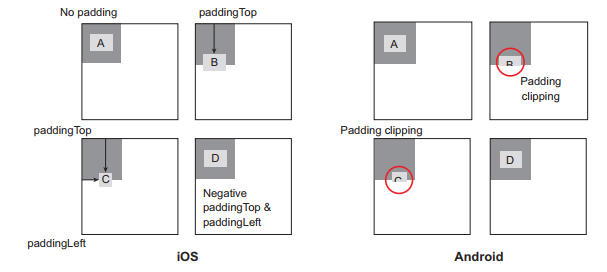 No padding
paddingTop
A
B
A
B
Padding
clipping
paddingTop
Padding clipping
C
D
Negative
paddingTop &
paddingLeft
C
D
paddingLeft
iOS
Android